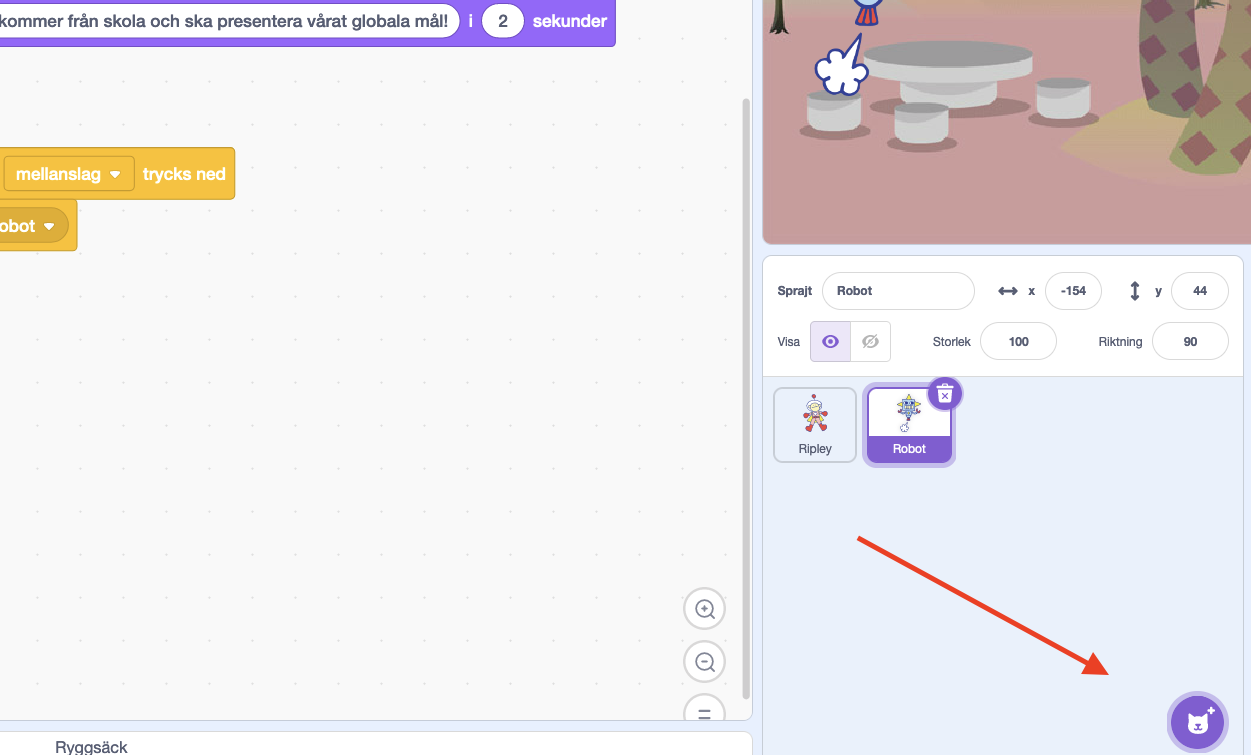 kommer från skola och ska presentera vårat globala mål! i 2 sekunder
mellanslag trycks ned
Sprajt Robot x -154 y 44
Visa Storlek 100 Riktning 90
Ripley Robot
Ryggsäck